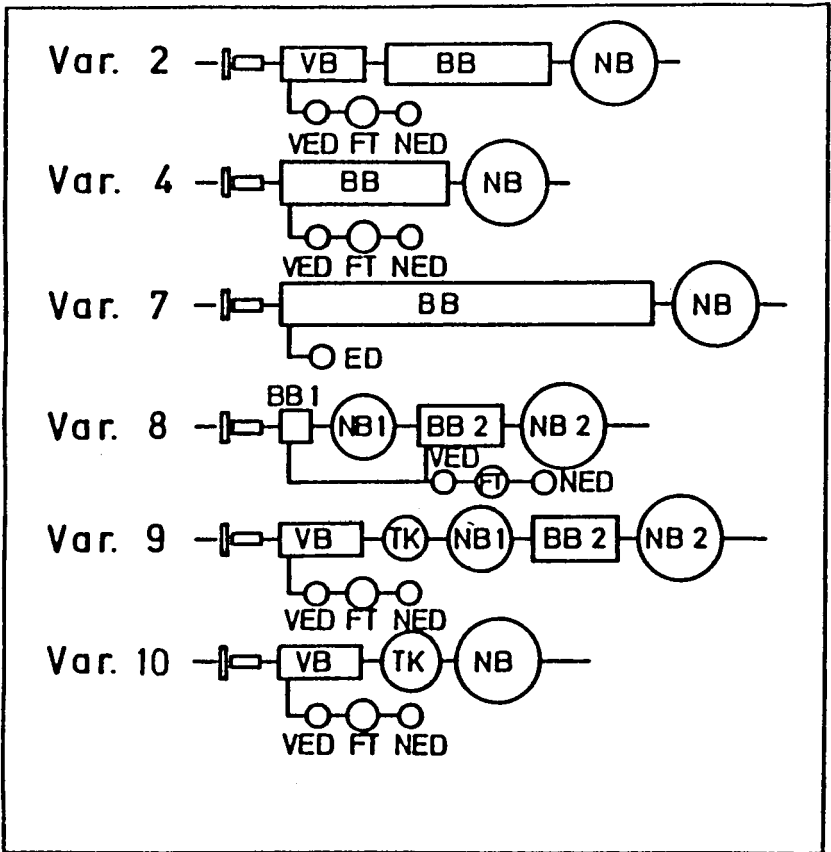 Var. 2 VB BB NB
VED FT NED
Var. 4 BB NB
VED FT NED
Var. 7 BB NB
ED
BB1
Var. 8 NB1 BB 2 NB 2
VED
FT NED
Var. 9 VB TK NB1 BB 2 NB 2
VED FT NED
Var. 10 VB TK NB
VED FT NED